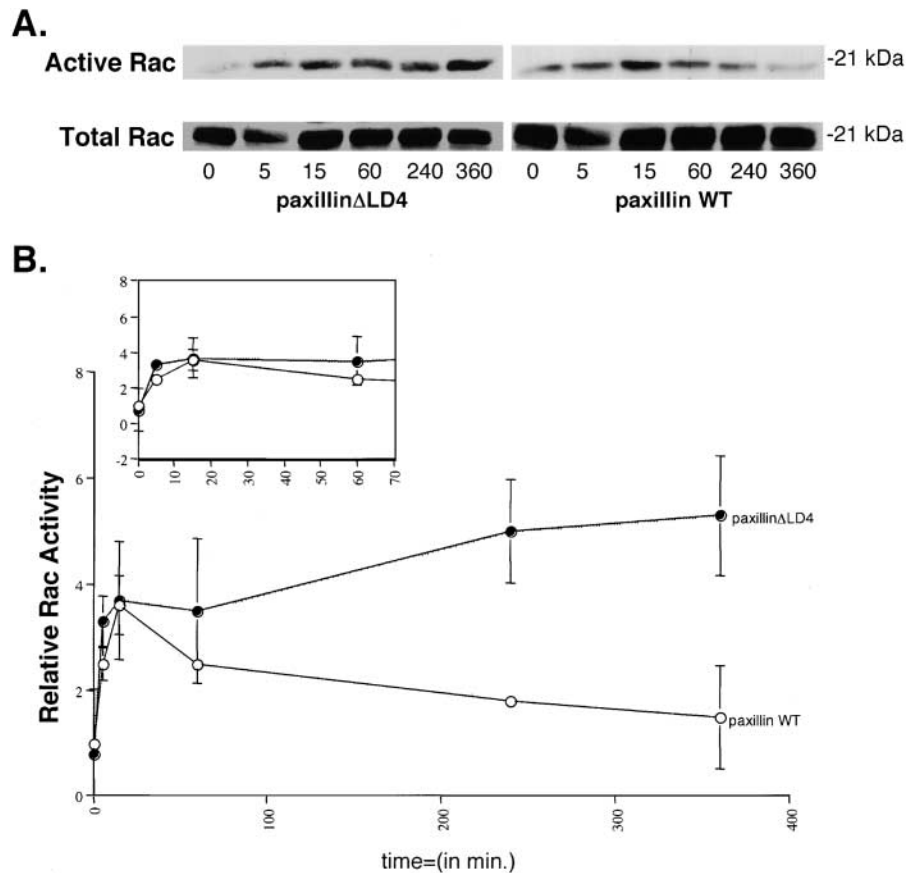 A.
Active Rac
-21 kDa
-21 kDa
Total Rac
-21 kDa
-21 kDa
0 5 15 60 240 360
0 5 15 60 240 360
paxillinΔLD4
paxillin WT
B.
8
6
4
2
0
-2
0 10 20 30 40 50 60 70
8
6
4
2
0
Relative Rac Activity
paxillinΔLD4
paxillin WT
0 100 200 300 400
time=(in min.)